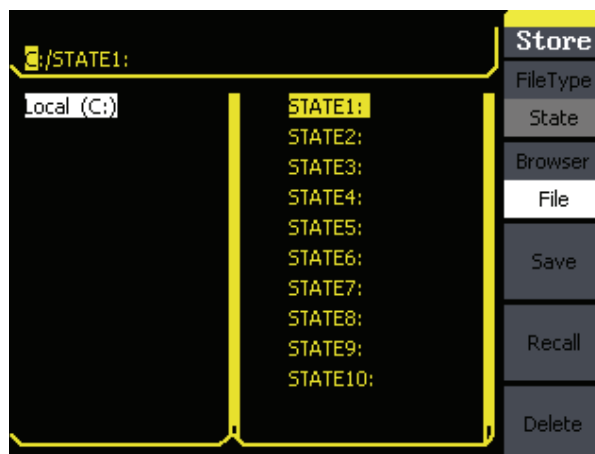 C:/STATE1:
Local (C:)
STATE1:
STATE2:
STATE3:
STATE4:
STATE5:
STATE6:
STATE7:
STATE8:
STATE9:
STATE10:
Store
FileType
State
Browser
File
Save
Recall
Delete